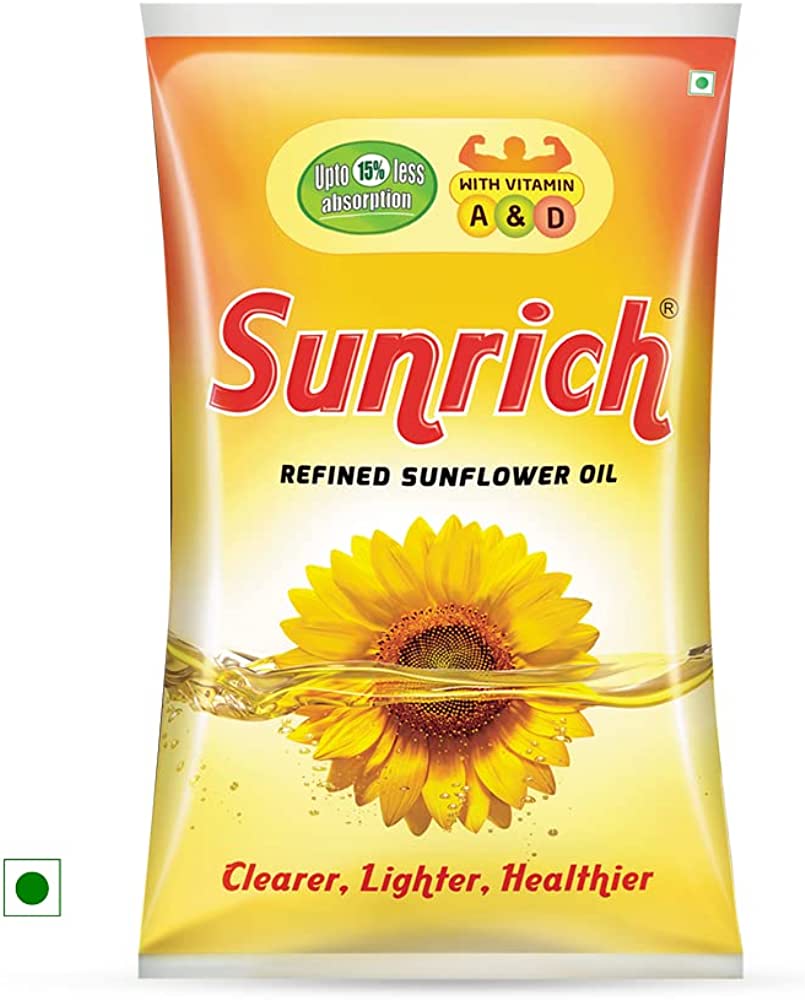 Upto 15% less
absorption
WITH VITAMIN
A & D
Sunrich®
REFINED SUNFLOWER OIL
Clearer, Lighter, Healthier